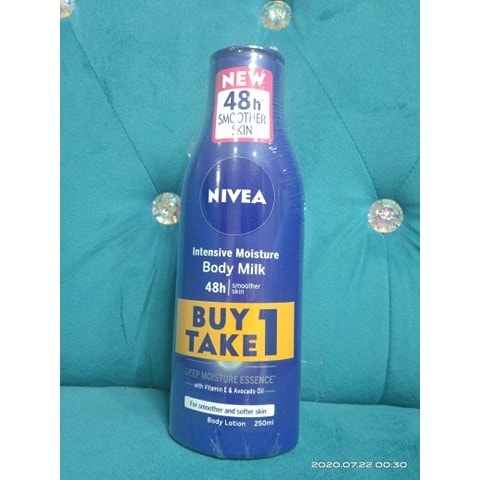 NEW
48h
SMOOTHER
SKIN
NIVEA
Intensive Moisture
Body Milk
48h smoother
skin
BUY 1
TAKE
DEEP MOISTURE ESSENCE
with Vitamin E & Avocado Oil
For smoother and softer skin
Body Lotion 250ml
2020.07.22 00:30